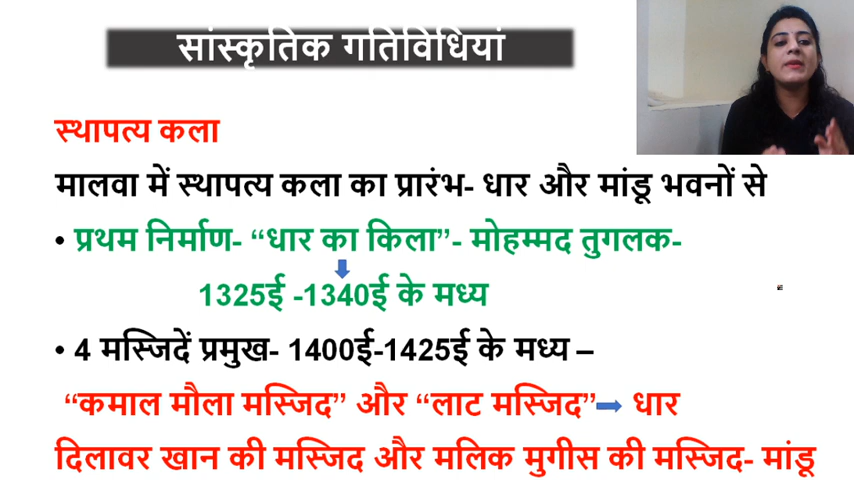 सांस्कृतिक गतिविधियां
स्थापत्य कला
मालवा में स्थापत्य कला का प्रारंभ- धार और मांडू भवनों से
• प्रथम निर्माण- “धार का किला”- मोहम्मद तुगलक-
1325ई -1340ई के मध्य
• 4 मस्जिदें प्रमुख- 1400ई-1425ई के मध्य –
“कमाल मौला मस्जिद” और “लाट मस्जिद” धार
दिलावर खान की मस्जिद और मलिक मुगीस की मस्जिद- मांडू